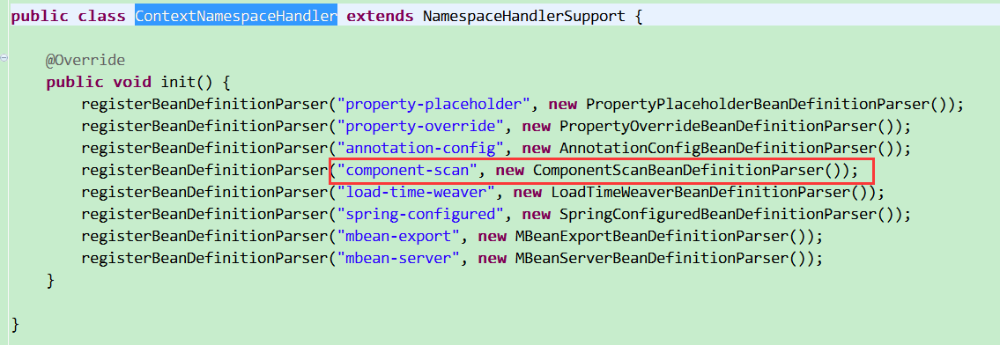 public class ContextNamespaceHandler extends NamespaceHandlerSupport {
@Override
public void init() {
registerBeanDefinitionParser("property-placeholder", new PropertyPlaceholderBeanDefinitionParser());
registerBeanDefinitionParser("property-override", new PropertyOverrideBeanDefinitionParser());
registerBeanDefinitionParser("annotation-config", new AnnotationConfigBeanDefinitionParser());
registerBeanDefinitionParser("component-scan", new ComponentScanBeanDefinitionParser());
registerBeanDefinitionParser("load-time-weaver", new LoadTimeWeaverBeanDefinitionParser());
registerBeanDefinitionParser("spring-configured", new SpringConfiguredBeanDefinitionParser());
registerBeanDefinitionParser("mbean-export", new MBeanExportBeanDefinitionParser());
registerBeanDefinitionParser("mbean-server", new MBeanServerBeanDefinitionParser());
}
}